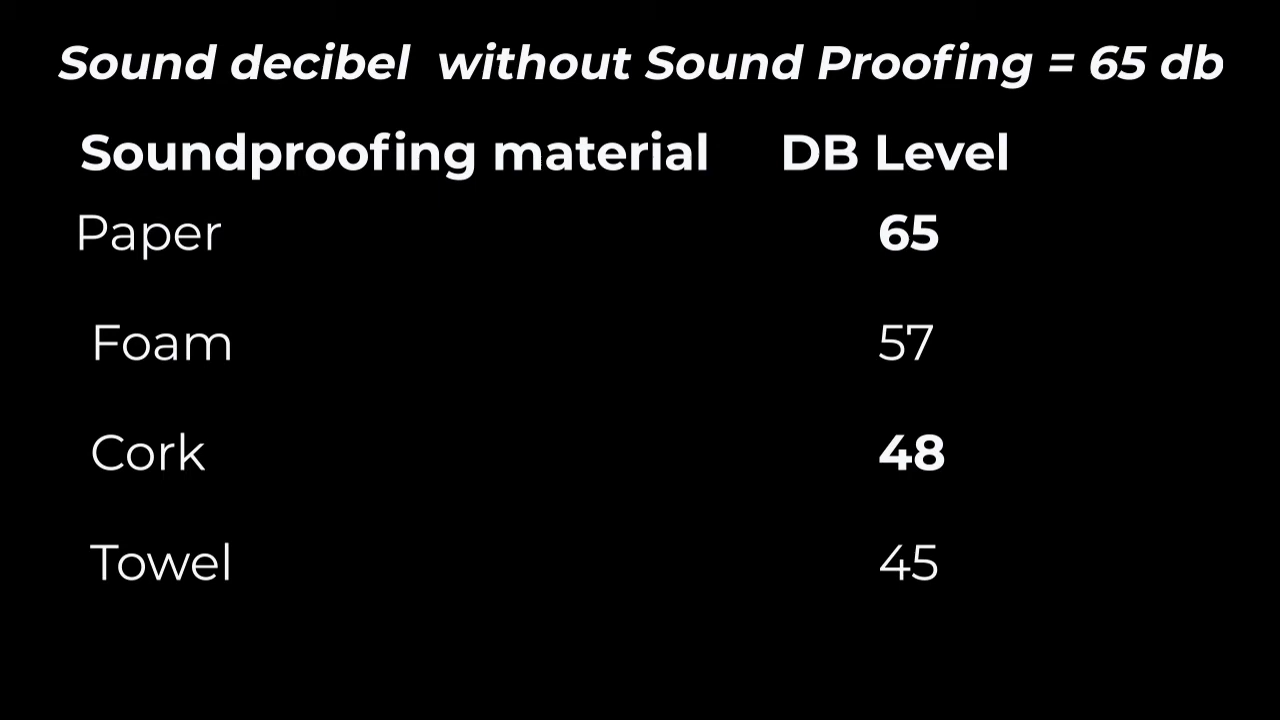 Sound decibel without Sound Proofing = 65 db
Soundproofing material DB Level
Paper 65
Foam 57
Cork 48
Towel 45